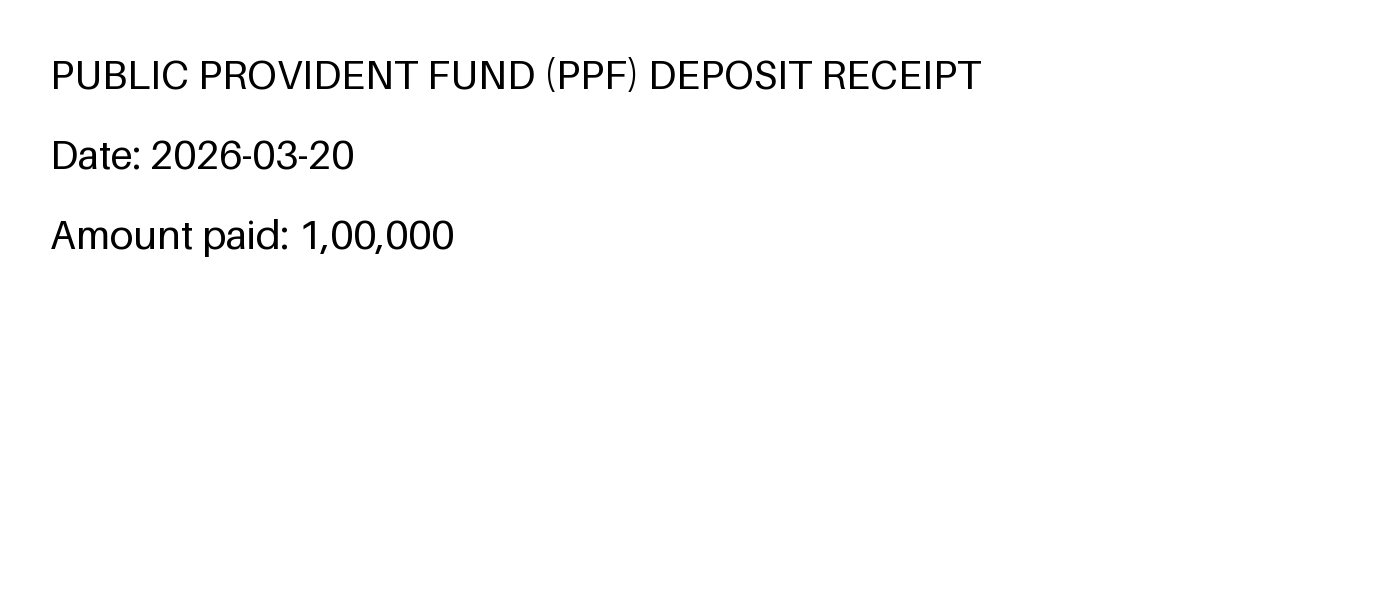 PUBLIC PROVIDENT FUND (PPF) DEPOSIT RECEIPT
Date: 2026-03-20
Amount paid: 1,00,000